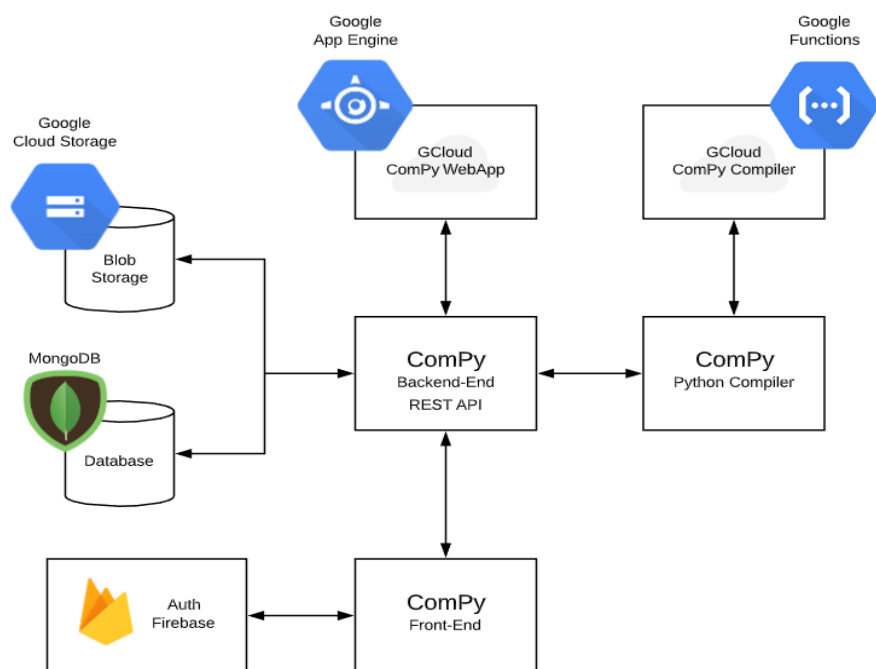 Google
App Engine
Google
Functions
Google
Cloud Storage
GCloud
ComPy WebApp
GCloud
ComPy Compiler
Blob
Storage
MongoDB
ComPy
Backend-End
REST API
ComPy
Python Compiler
Database
Auth
Firebase
ComPy
Front-End